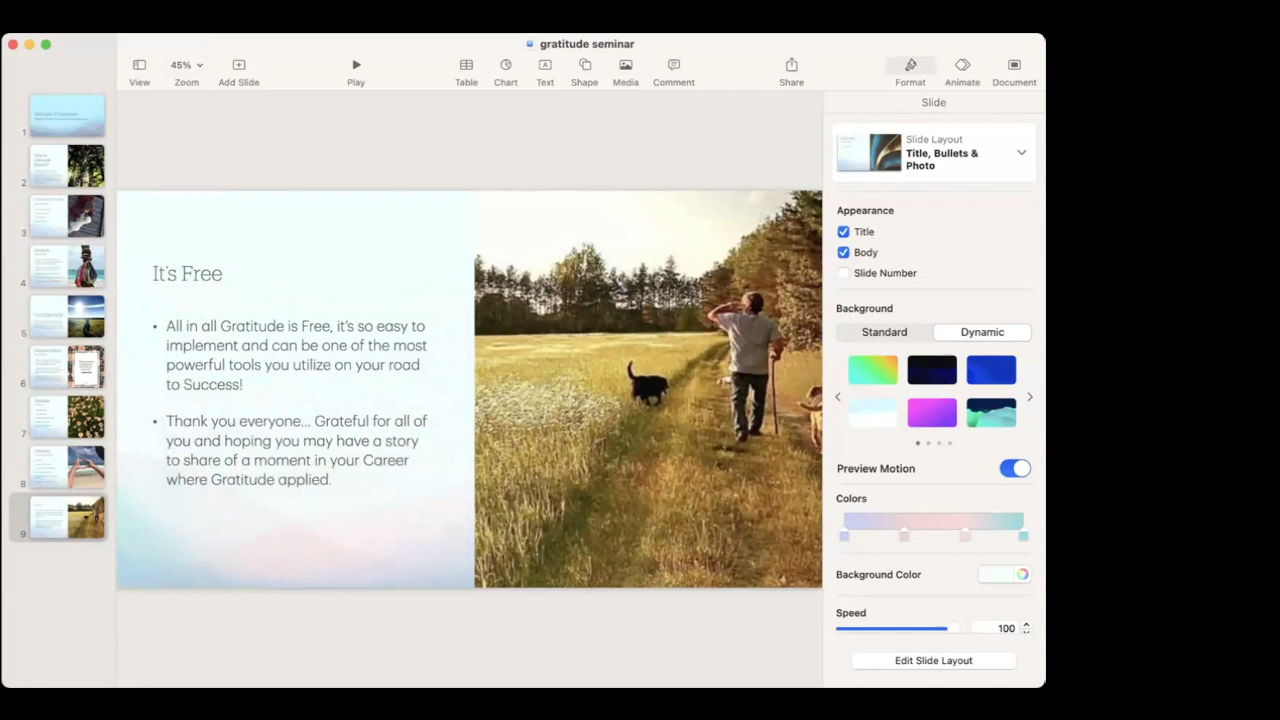 gratitude seminar
View
45%
Zoom
Add Slide
Play
Table
Chart
Text
Shape
Media
Comment
Share
Format
Animate
Document
1
2
3
4
5
6
7
8
9
It's Free
• All in all Gratitude is Free, it's so easy to
implement and can be one of the most
powerful tools you utilize on your road
to Success!
• Thank you everyone... Grateful for all of
you and hoping you may have a story
to share of a moment in your Career
where Gratitude applied.
Slide
Slide Layout
Title, Bullets &
Photo
Appearance
Title
Body
Slide Number
Background
Standard
Dynamic
Preview Motion
Colors
Background Color
Speed
100
Edit Slide Layout